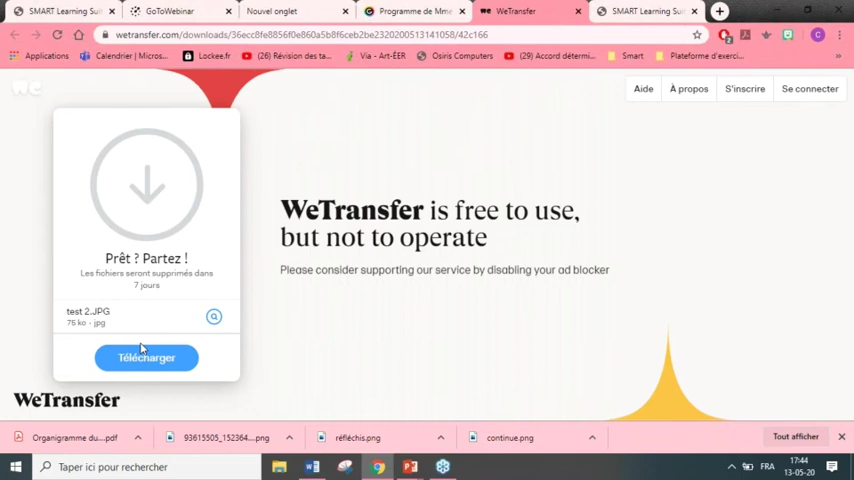 SMART Learning Sui
GoToWebinar
Nouvel onglet
Programme de Mme
WeTransfer
SMART Learning Sui
wetransfer.com/downloads/36ecc8fe8856f0e860a5b8f6ceb2be23202005131410​58/42c166
Applications
Calendrier | Micros...
Lockee.fr
(26) Révision des ta...
Via - Art-ÉER
Osiris Computers
(29) Accord détermi...
Smart
Plateforme d'exerci...
we
Aide
À propos
S'inscrire
Se connecter
Prêt ? Partez !
Les fichiers seront supprimés dans
7 jours
test 2.JPG
75 ko - jpg
Télécharger
WeTransfer is free to use,
but not to operate
Please consider supporting our service by disabling your ad blocker
WeTransfer
Organigramme du....pdf
93615505_152364....png
réfléchis.png
continue.png
Tout afficher
Taper ici pour rechercher
FRA
17:44
13-05-20